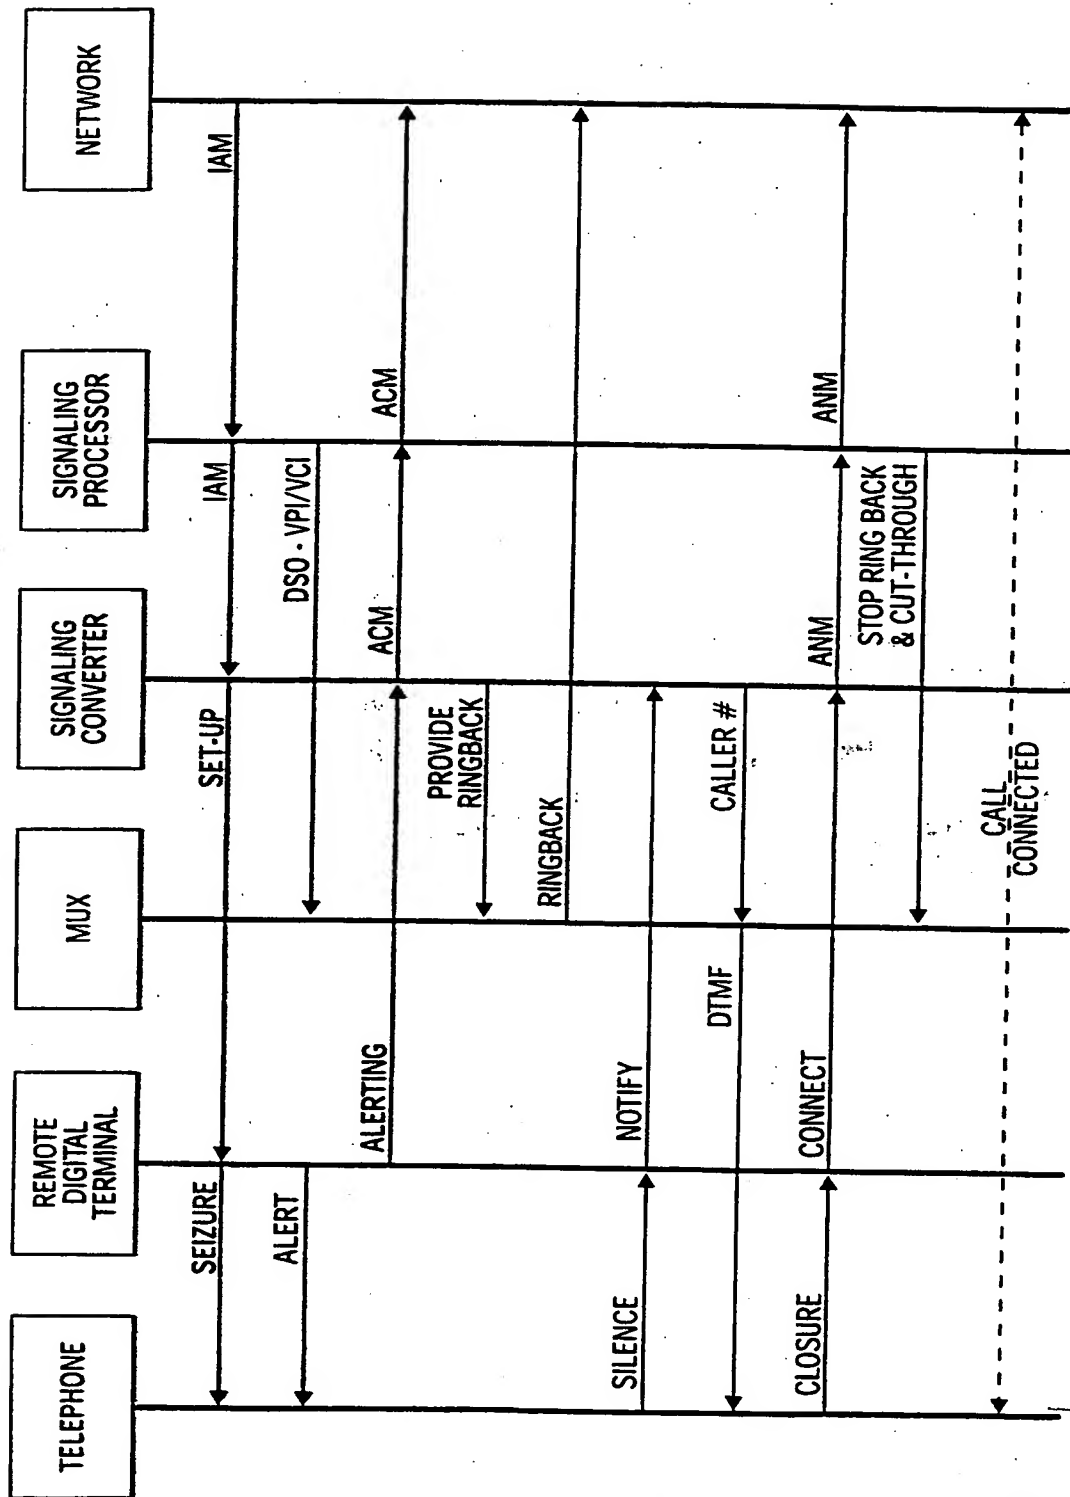 TELEPHONE
REMOTE
DIGITAL
TERMINAL
MUX
SIGNALING
CONVERTER
SIGNALING
PROCESSOR
NETWORK
SEIZURE
SET-UP
IAM
IAM
ALERT
DSO - VPI/VCI
ALERTING
ACM
ACM
PROVIDE
RINGBACK
RINGBACK
SILENCE
NOTIFY
DTMF
CALLER #
CLOSURE
CONNECT
ANM
ANM
STOP RING BACK
& CUT-THROUGH
CALL
CONNECTED